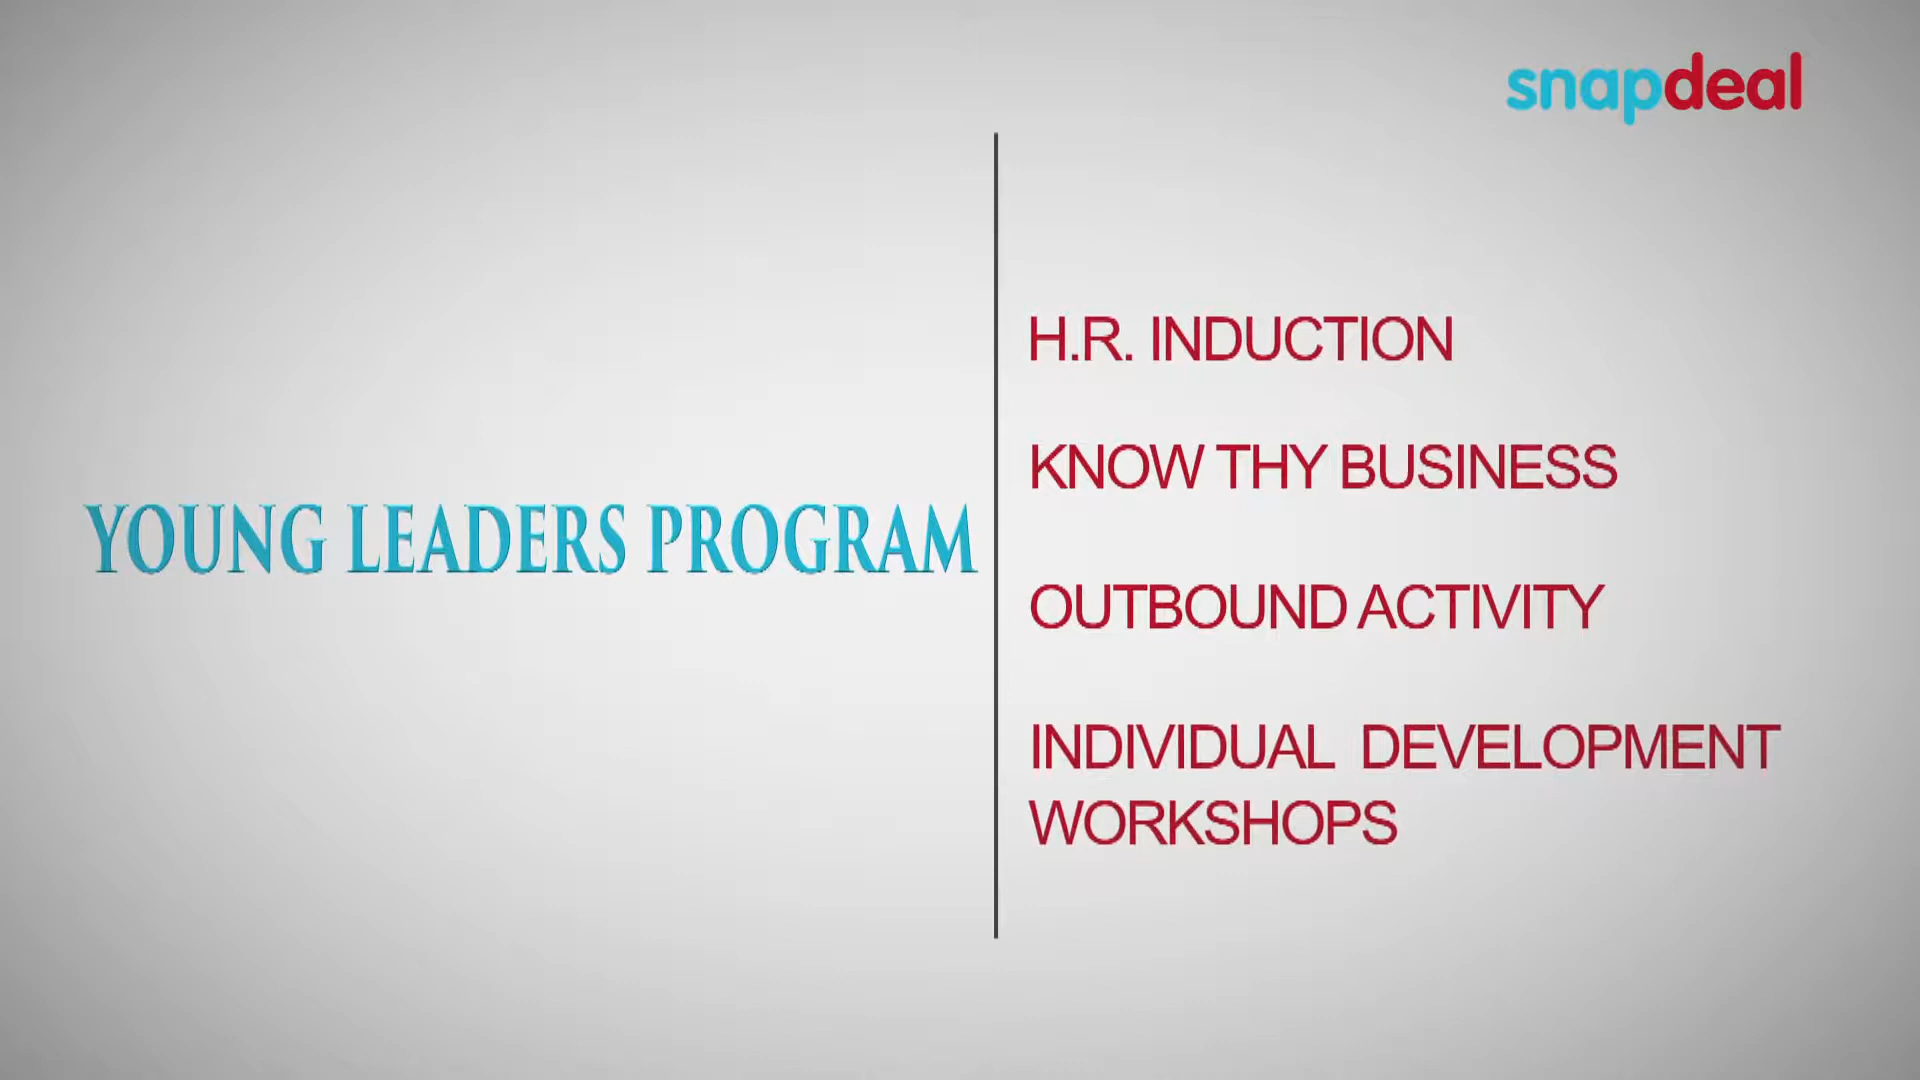 snapdeal
YOUNG LEADERS PROGRAM
H.R. INDUCTION
KNOW THY BUSINESS
OUTBOUND ACTIVITY
INDIVIDUAL DEVELOPMENT
WORKSHOPS